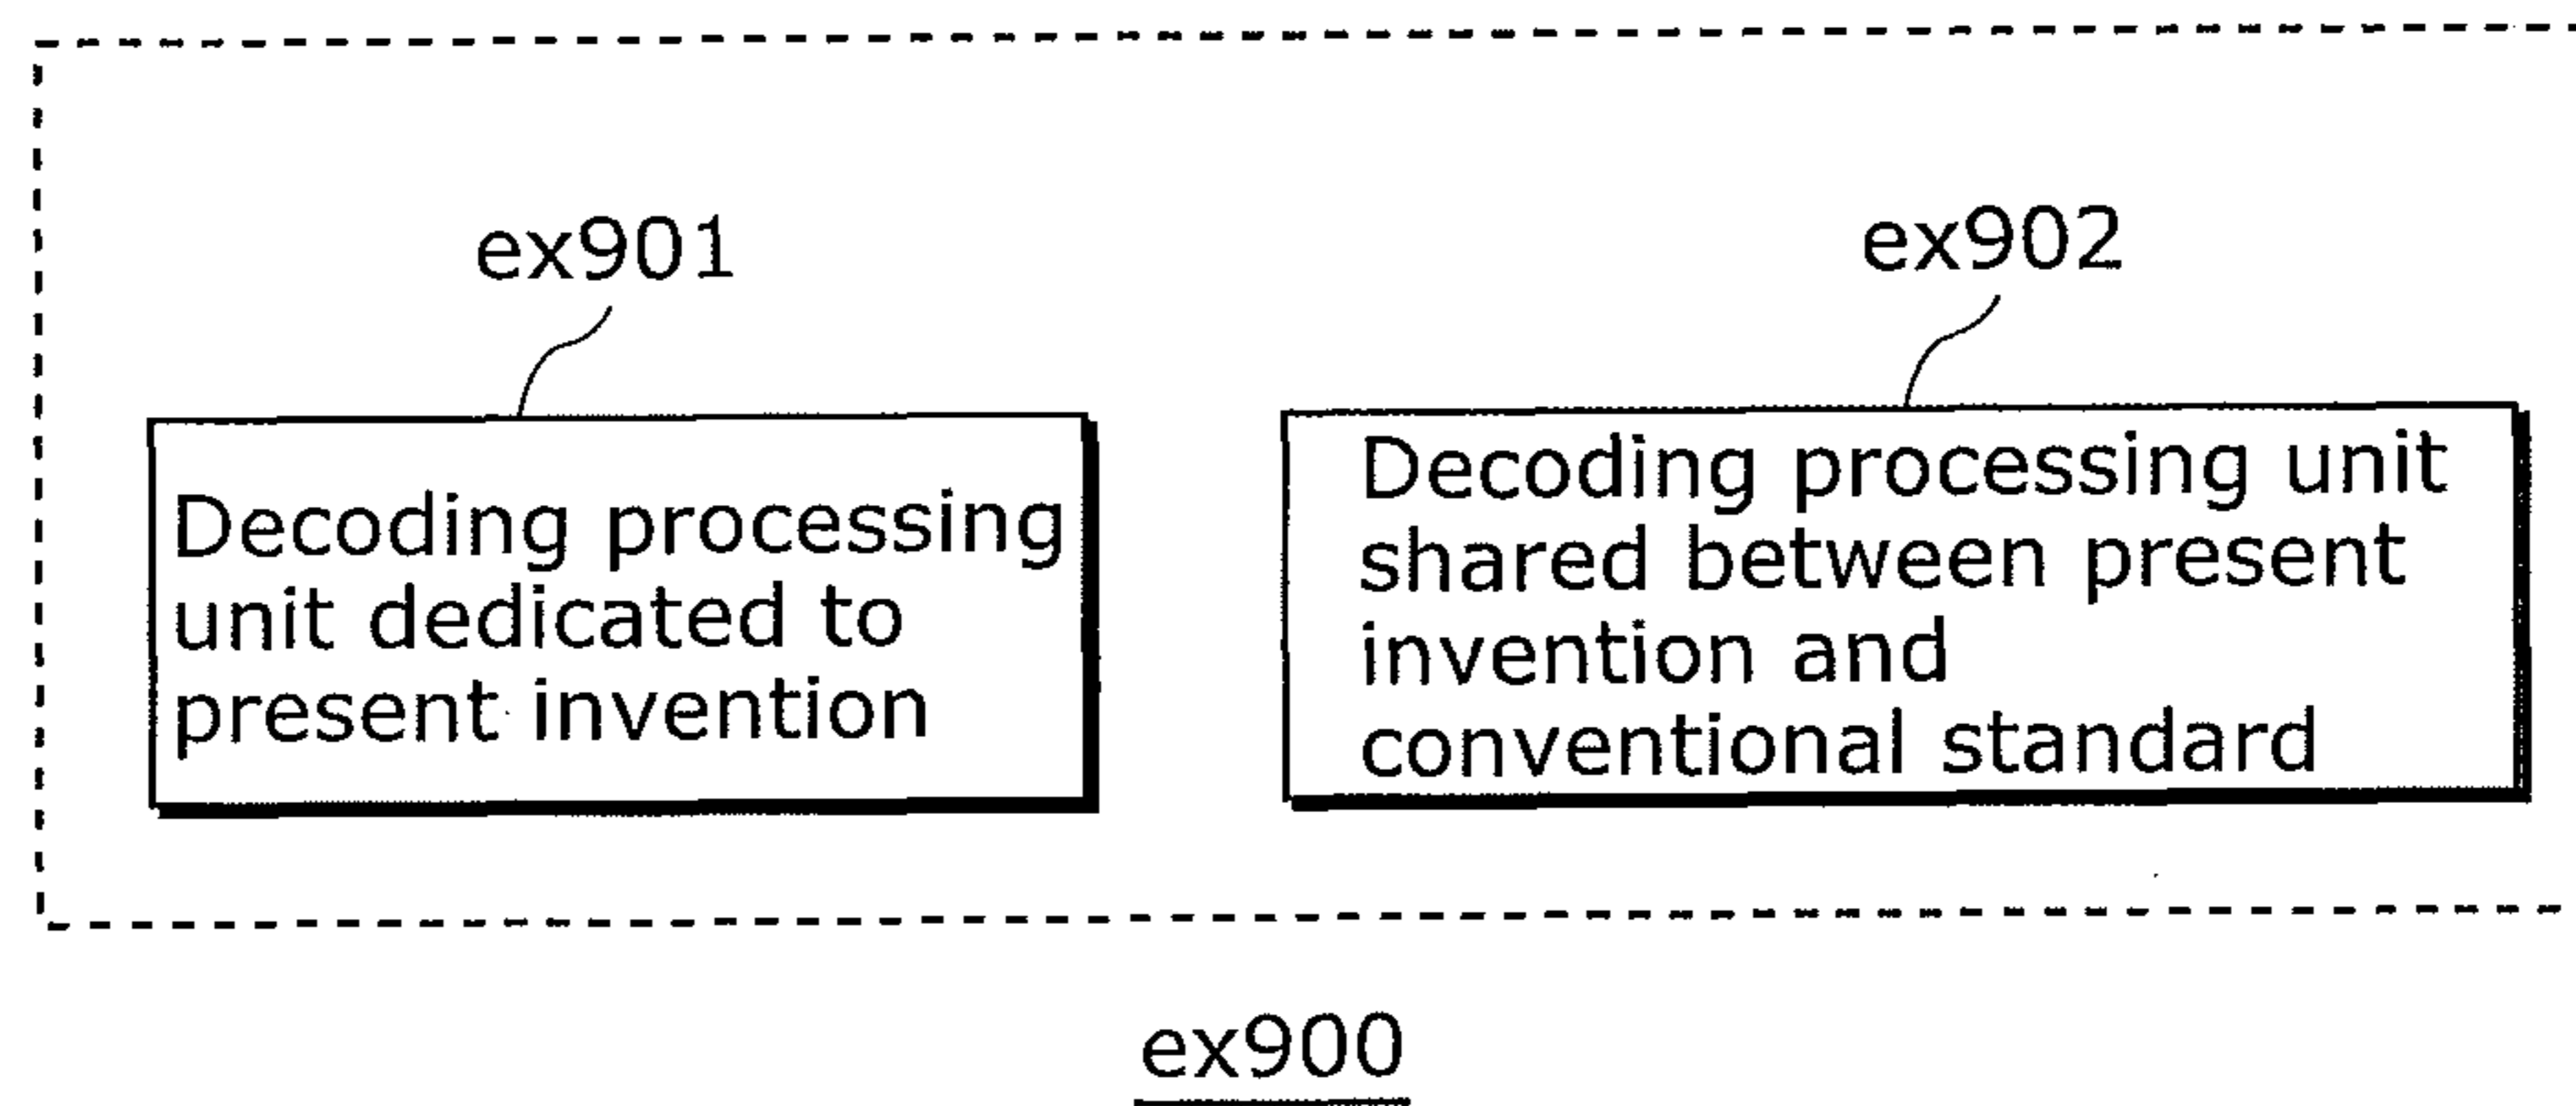 ex901
ex902
Decoding processing
unit dedicated to
present invention
Decoding processing unit
shared between present
invention and
conventional standard
ex900